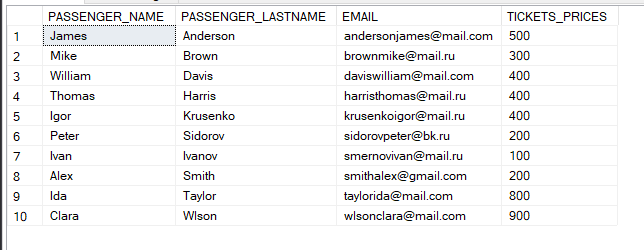 PASSENGER_NAME PASSENGER_LASTNAME EMAIL TICKETS_PRICES
1 James Anderson andersonjames@mail.com 500
2 Mike Brown brownmike@mail.ru 300
3 William Davis daviswilliam@mail.com 400
4 Thomas Harris harristhomas@mail.ru 400
5 Igor Krusenko krusenkoigor@mail.ru 400
6 Peter Sidorov sidorovpeter@bk.ru 200
7 Ivan Ivanov smernovivan@mail.ru 100
8 Alex Smith smithalex@gmail.com 200
9 Ida Taylor taylorida@mail.com 800
10 Clara Wlson wlsonclara@mail.com 900